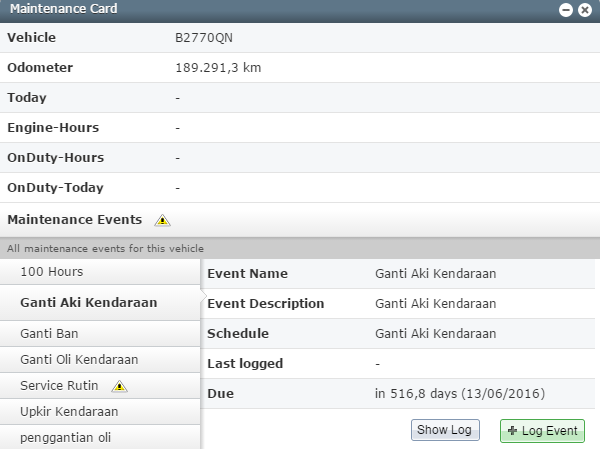 Maintenance Card
Vehicle B2770QN
Odometer 189.291,3 km
Today -
Engine-Hours -
OnDuty-Hours -
OnDuty-Today -
Maintenance Events
All maintenance events for this vehicle
100 Hours
Ganti Aki Kendaraan
Ganti Ban
Ganti Oli Kendaraan
Service Rutin
Upkir Kendaraan
penggantian oli
Event Name Ganti Aki Kendaraan
Event Description Ganti Aki Kendaraan
Schedule Ganti Aki Kendaraan
Last logged -
Due in 516,8 days (13/06/2016)
Show Log
Log Event